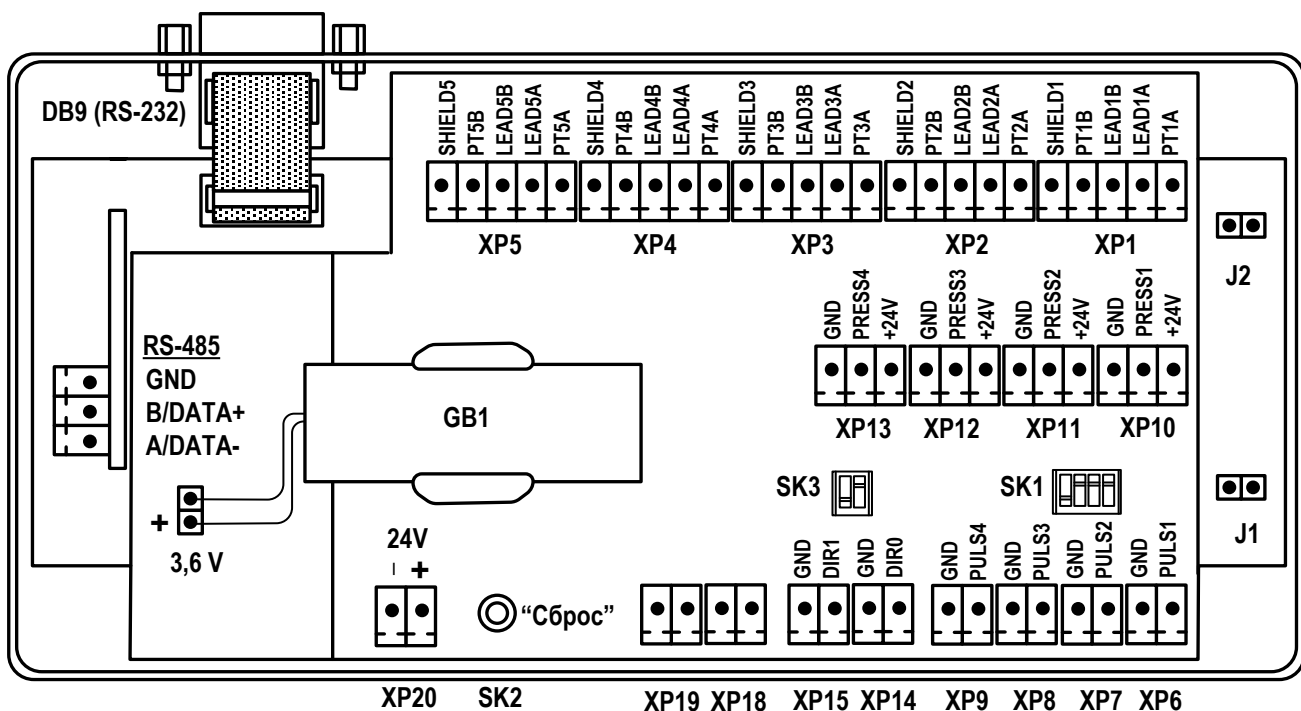 DB9 (RS-232)
SHIELD5 PT5B LEAD5B LEAD5A PT5A SHIELD4 PT4B LEAD4B LEAD4A PT4A SHIELD3 PT3B LEAD3B LEAD3A PT3A SHIELD2 PT2B LEAD2B LEAD2A PT2A SHIELD1 PT1B LEAD1B LEAD1A PT1A
XP5 XP4 XP3 XP2 XP1
J2
GND PRESS4 +24V GND PRESS3 +24V GND PRESS2 +24V GND PRESS1 +24V
XP13 XP12 XP11 XP10
RS-485
GND
B/DATA+
A/DATA-
GB1
+
3,6 V
SK3 SK1
J1
24V
– +
GND DIR1 GND DIR0 GND PULS4 GND PULS3 GND PULS2 GND PULS1
“Сброс”
XP20 SK2 XP19 XP18 XP15 XP14 XP9 XP8 XP7 XP6